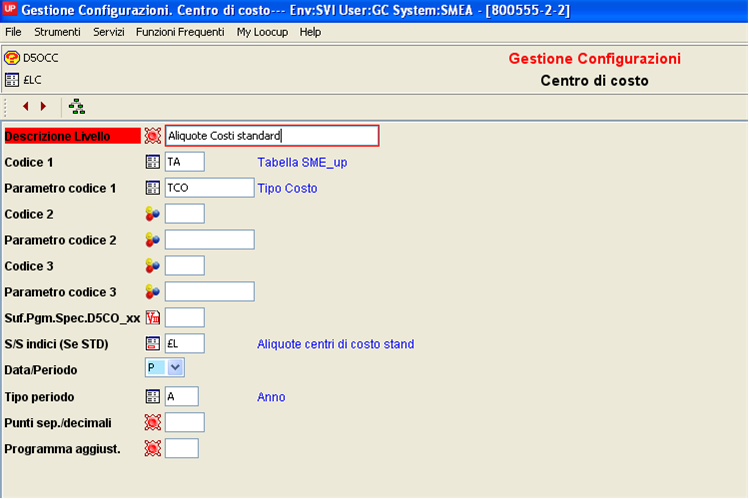 UP Gestione Configurazioni. Centro di costo--- Env:SVI User:GC System:SMEA - [800555-2-2]
File Strumenti Servizi Funzioni Frequenti My Loocup Help
D5OCC
£LC
Gestione Configurazioni
Centro di costo
Descrizione Livello Aliquote Costi standard
Codice 1 TA Tabella SME_up
Parametro codice 1 TCO Tipo Costo
Codice 2
Parametro codice 2
Codice 3
Parametro codice 3
Suf.Pgm.Spec.D5CO_xx
S/S indici (Se STD) £L Aliquote centri di costo stand
Data/Periodo P
Tipo periodo A Anno
Punti sep./decimali
Programma aggiust.